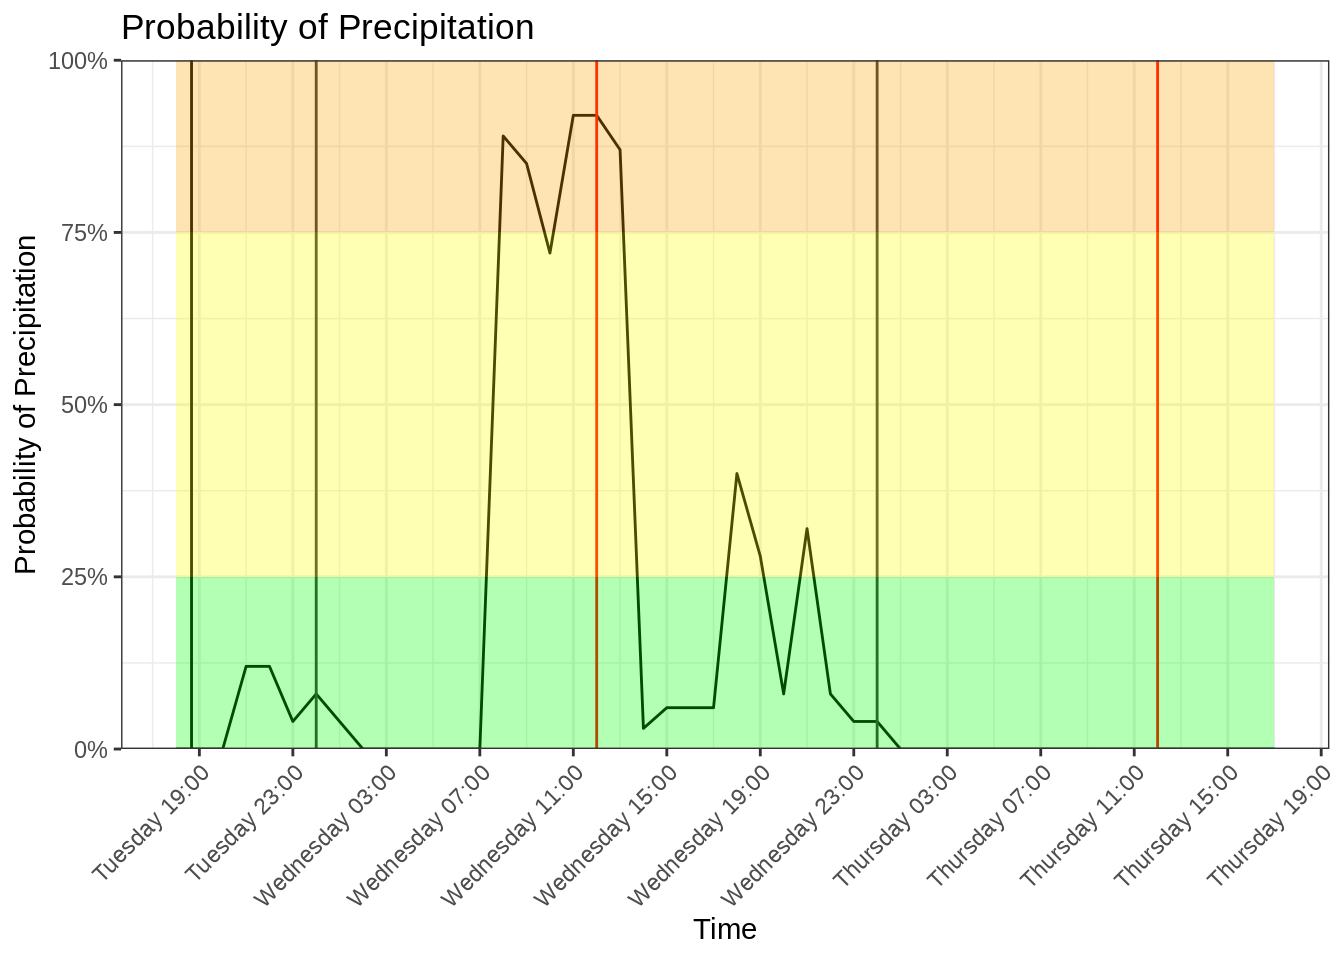 Probability of Precipitation
Probability of Precipitation
100%
75%
50%
25%
0%
Tuesday 19:00
Tuesday 23:00
Wednesday 03:00
Wednesday 07:00
Wednesday 11:00
Wednesday 15:00
Wednesday 19:00
Wednesday 23:00
Thursday 03:00
Thursday 07:00
Thursday 11:00
Thursday 15:00
Thursday 19:00
Time